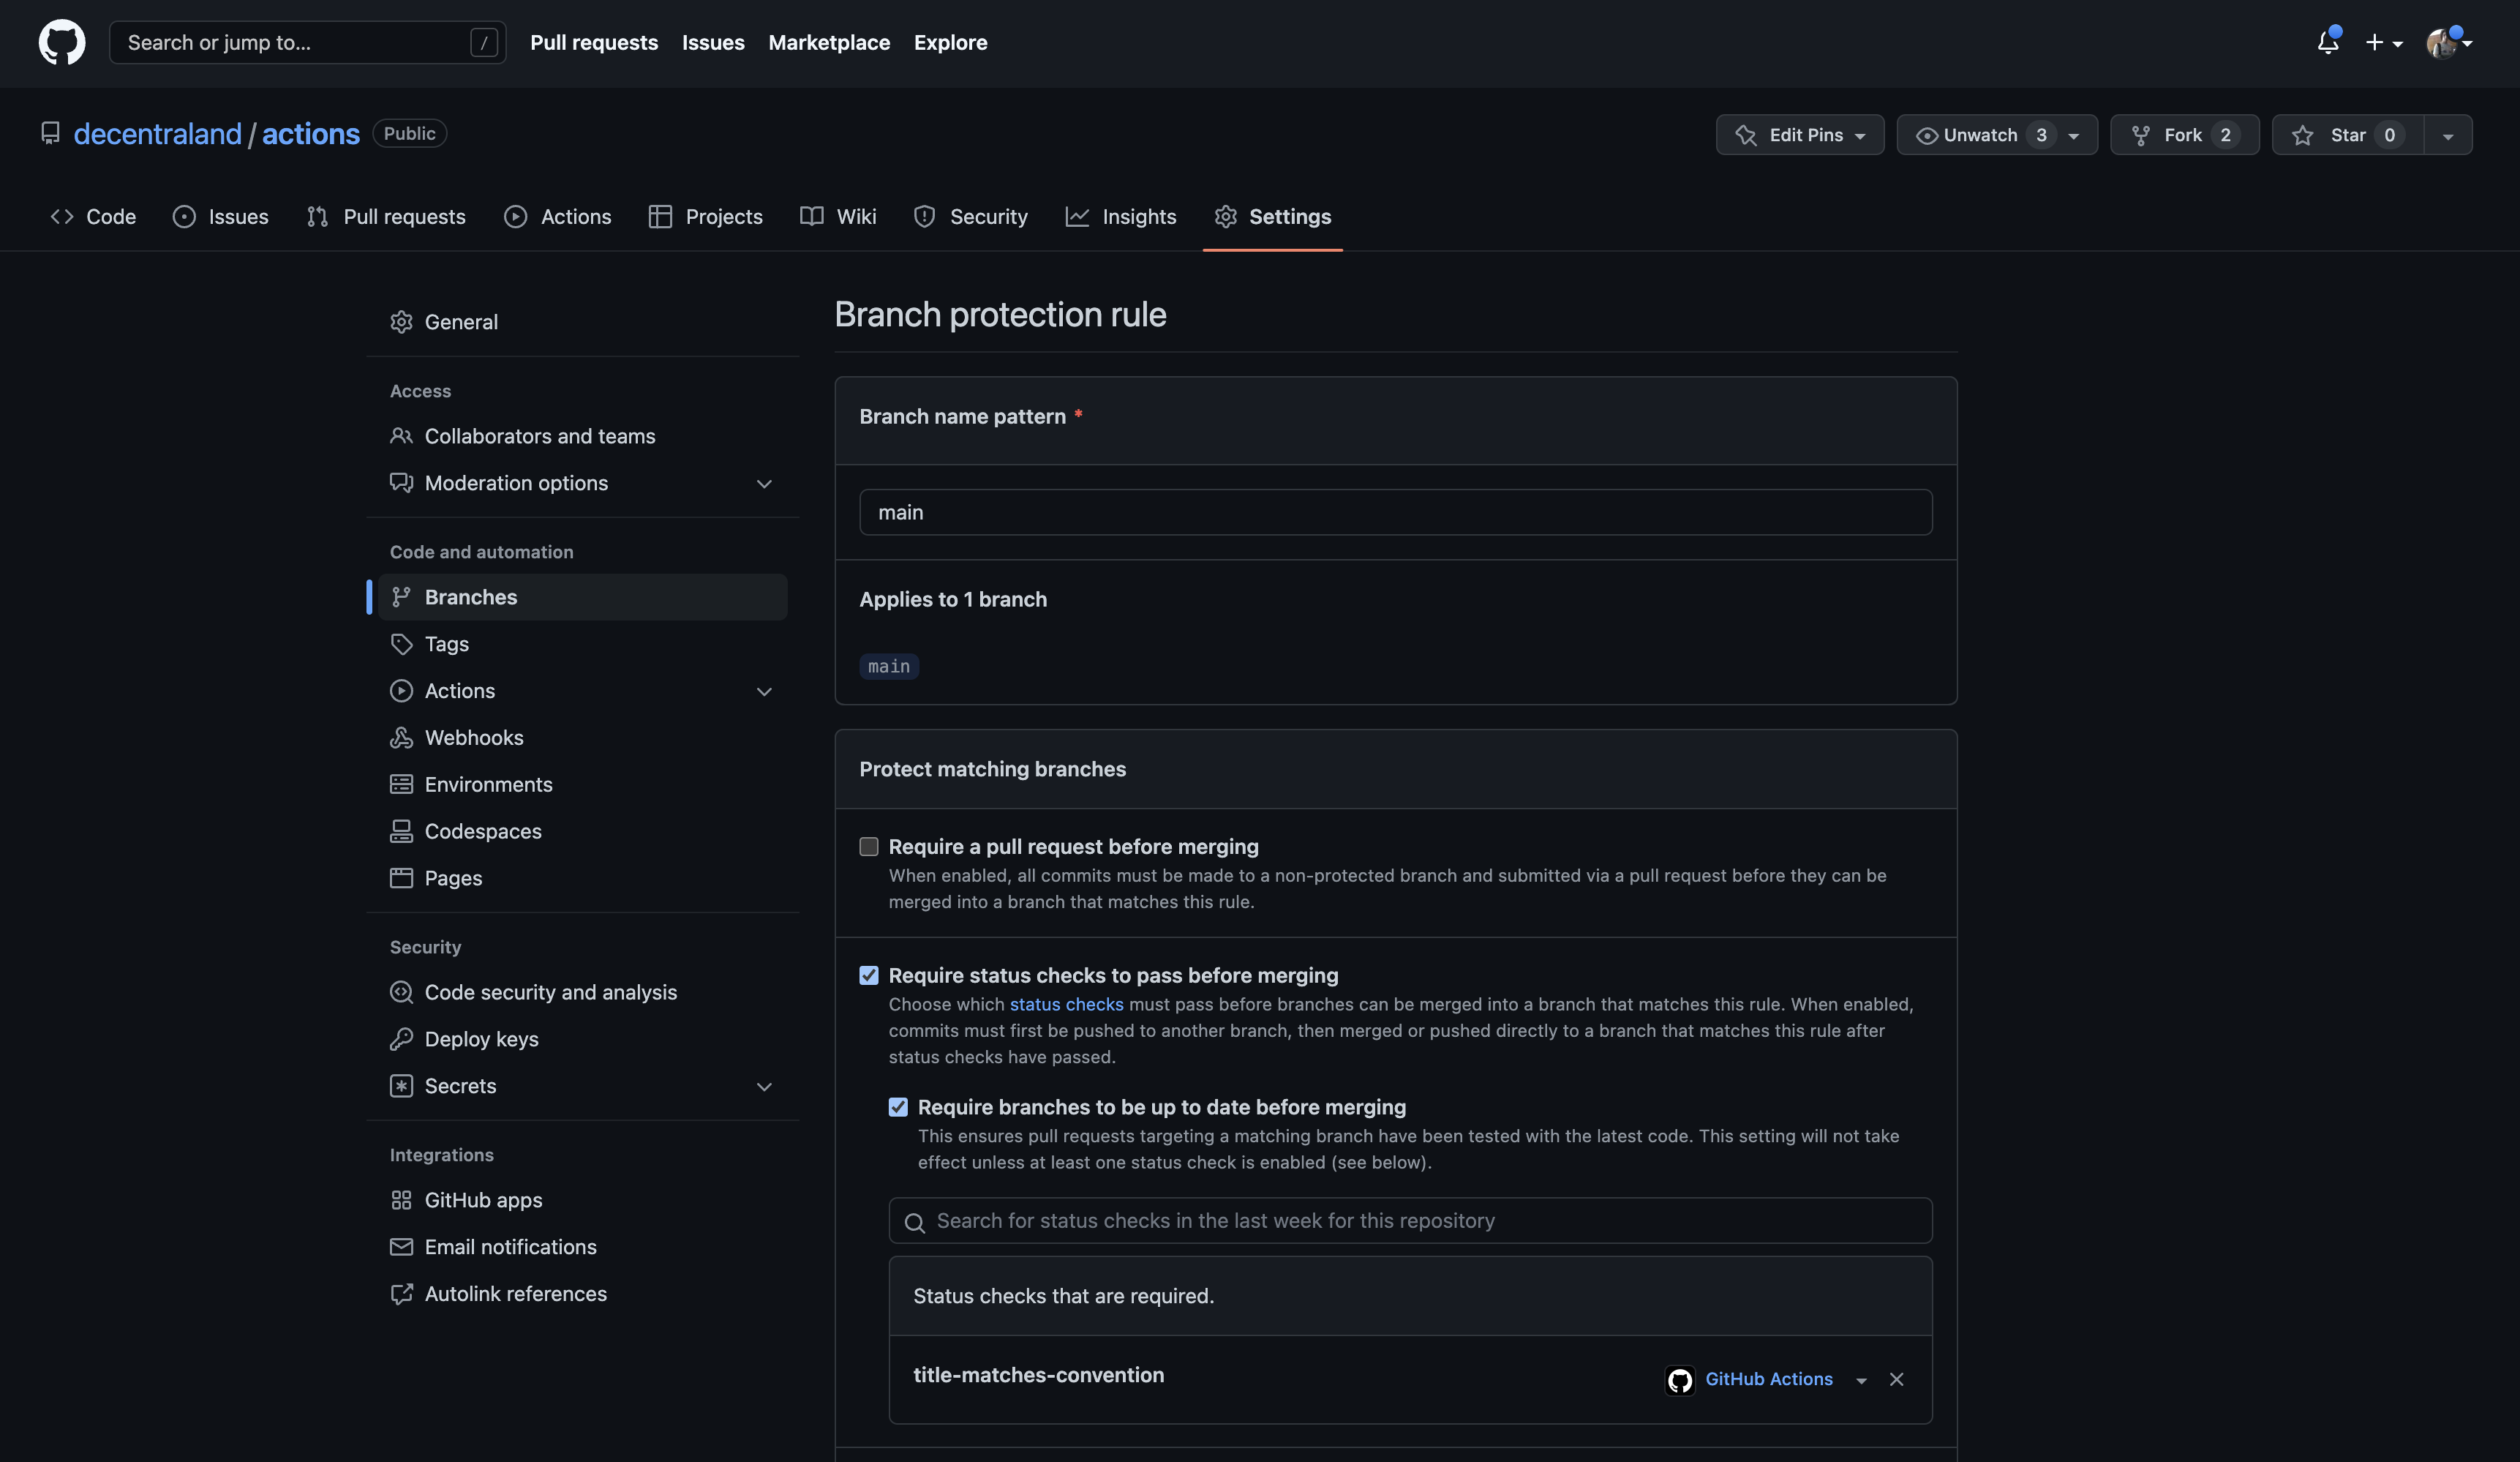 Search or jump to... /
Pull requests Issues Marketplace Explore
decentraland / actions Public
Edit Pins Unwatch 3 Fork 2 Star 0
Code Issues Pull requests Actions Projects Wiki Security Insights Settings
General
Access
Collaborators and teams
Moderation options
Code and automation
Branches
Tags
Actions
Webhooks
Environments
Codespaces
Pages
Security
Code security and analysis
Deploy keys
Secrets
Integrations
GitHub apps
Email notifications
Autolink references
Branch protection rule
Branch name pattern *
main
Applies to 1 branch
main
Protect matching branches
Require a pull request before merging
When enabled, all commits must be made to a non-protected branch and submitted via a pull request before they can be
merged into a branch that matches this rule.
Require status checks to pass before merging
Choose which status checks must pass before branches can be merged into a branch that matches this rule. When enabled,
commits must first be pushed to another branch, then merged or pushed directly to a branch that matches this rule after
status checks have passed.
Require branches to be up to date before merging
This ensures pull requests targeting a matching branch have been tested with the latest code. This setting will not take
effect unless at least one status check is enabled (see below).
Search for status checks in the last week for this repository
Status checks that are required.
title-matches-convention
GitHub Actions